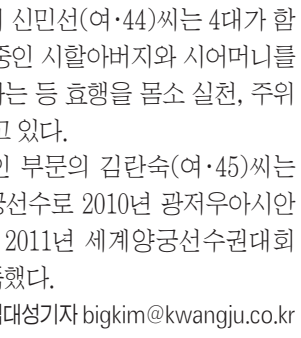 신민선(여·44)씨는 4대가 함
중인 시할아버지와 시어머니를
하는 등 효행을 몸소 실천, 주위
고 있다.
인 부문의 김란숙(여·45)씨는
궁선수로 2010년 광저우아시안
2011년 세계양궁선수권대회
득했다.
김대성기자 bigkim@kwangju.co.kr